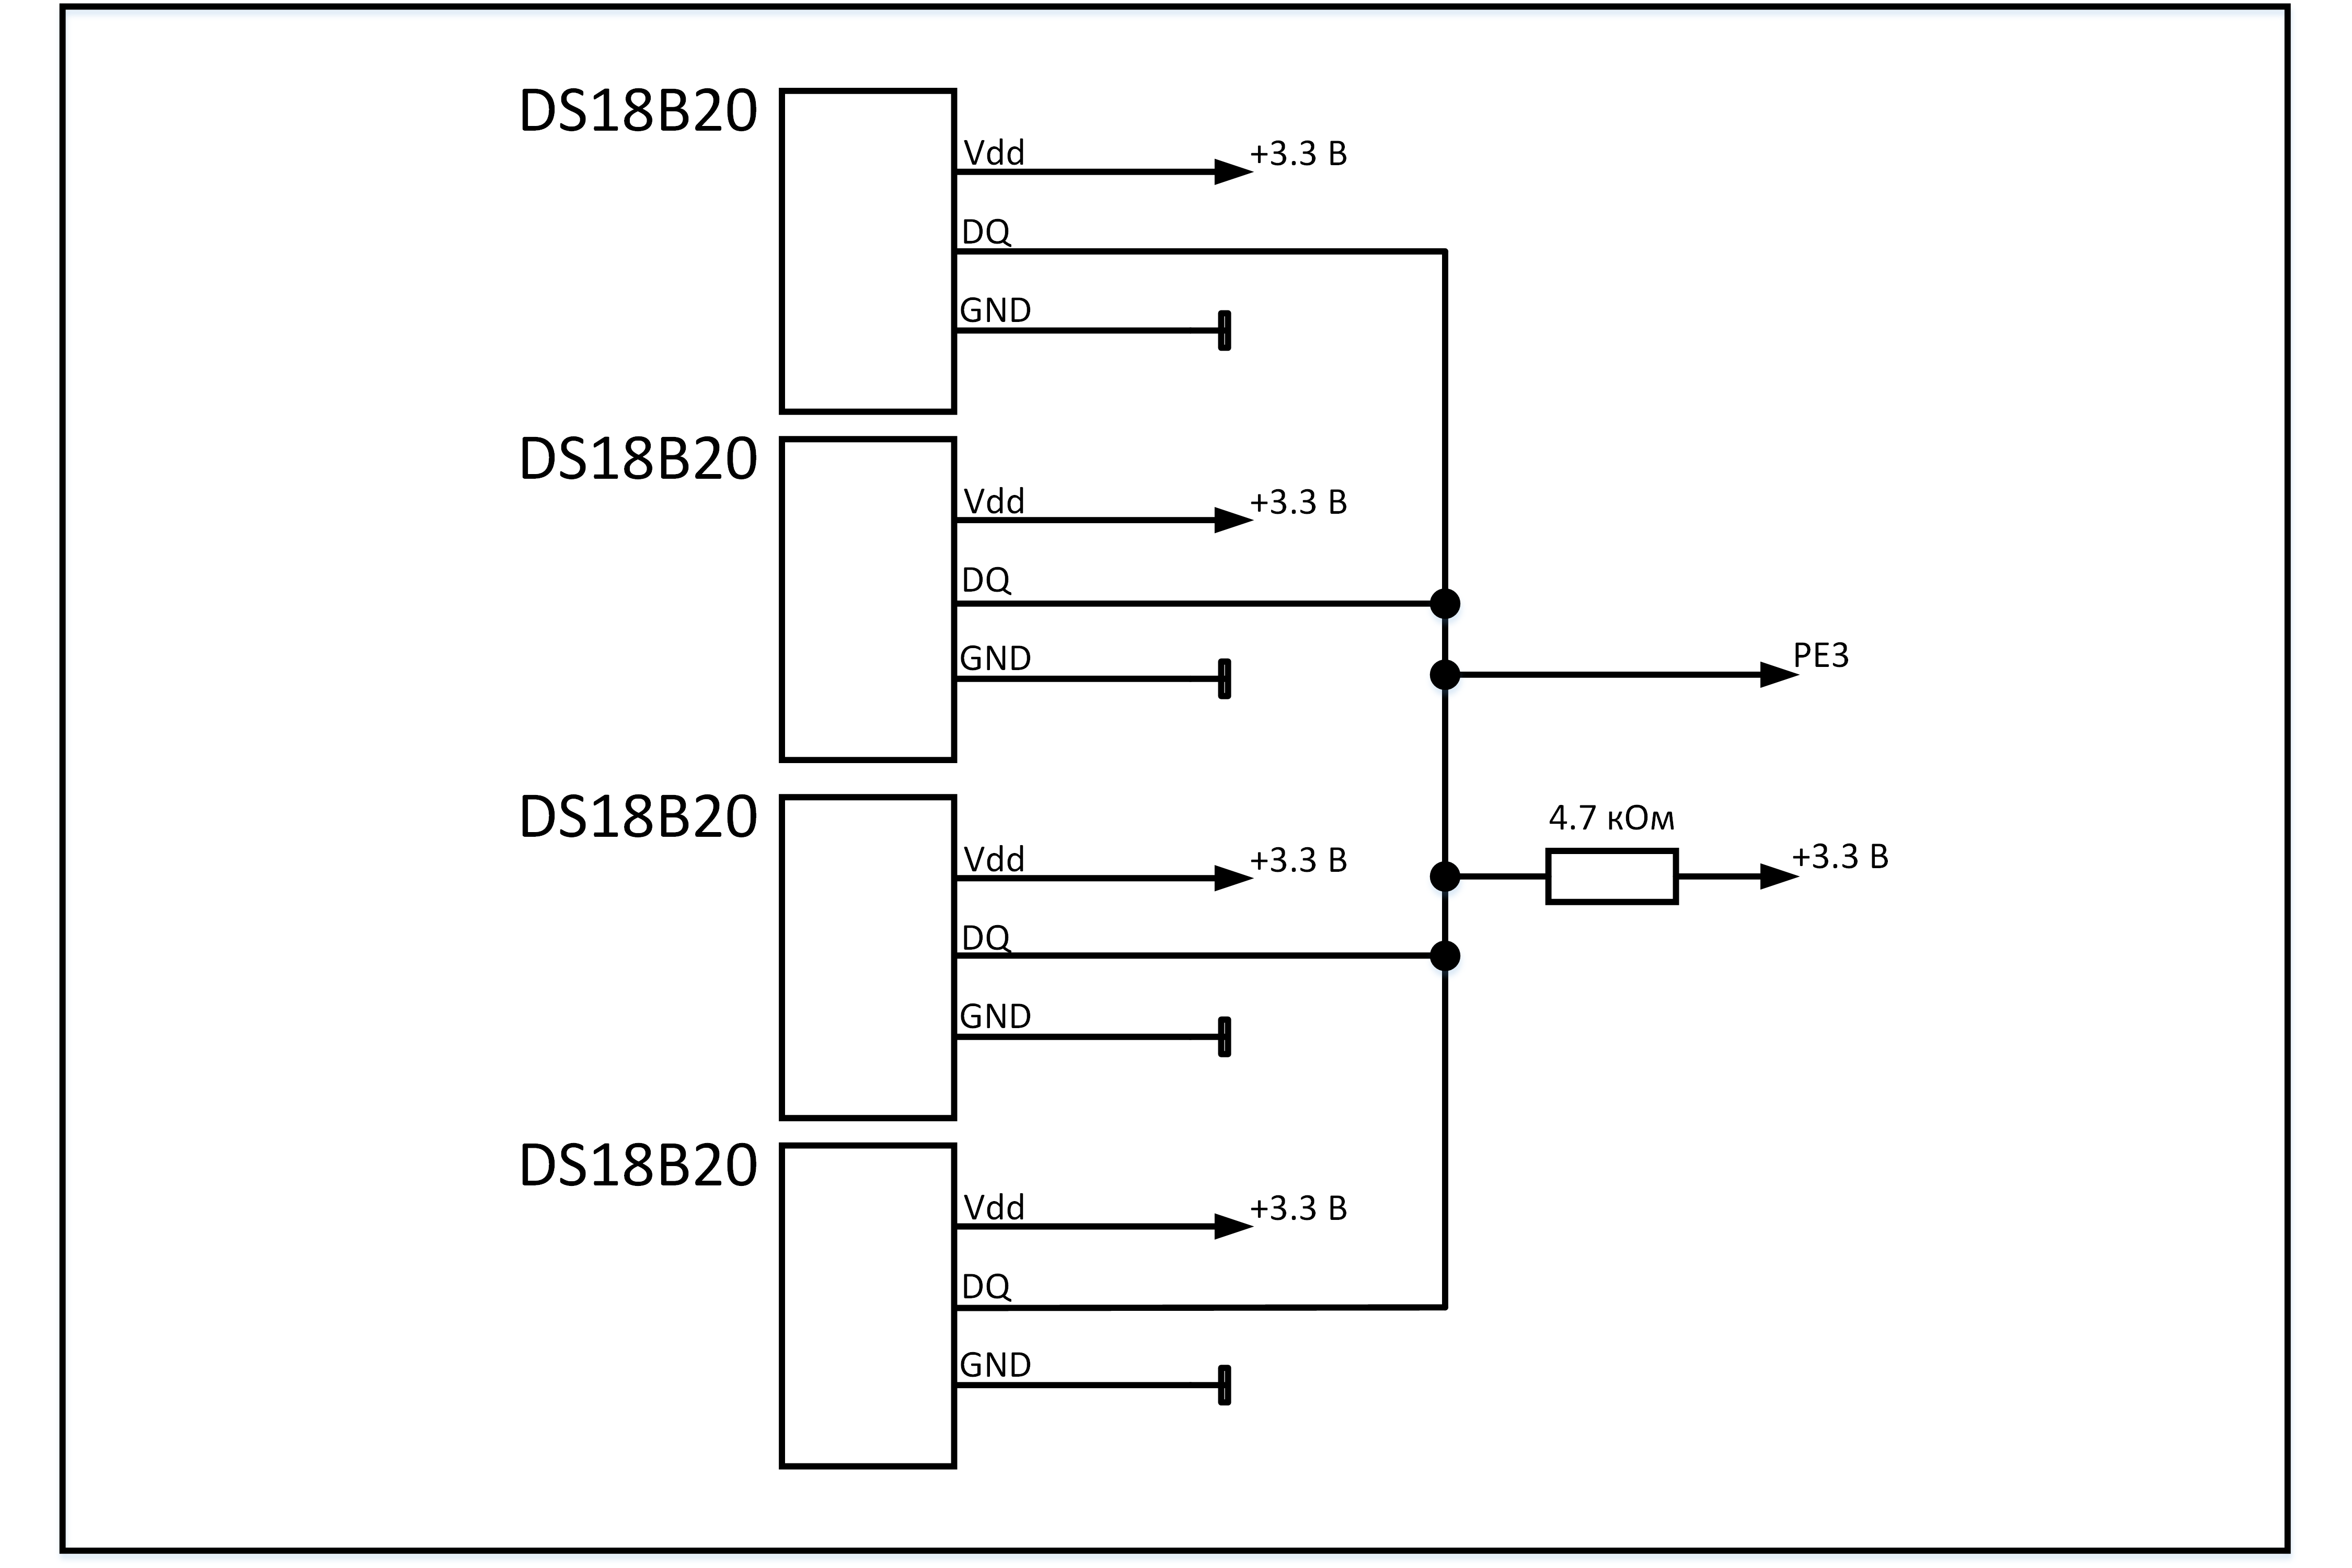 DS18B20
Vdd
+3.3 В
DQ
GND
DS18B20
Vdd
+3.3 В
DQ
GND
PE3
DS18B20
4.7 кОм
Vdd
+3.3 В
+3.3 В
DQ
GND
DS18B20
Vdd
+3.3 В
DQ
GND